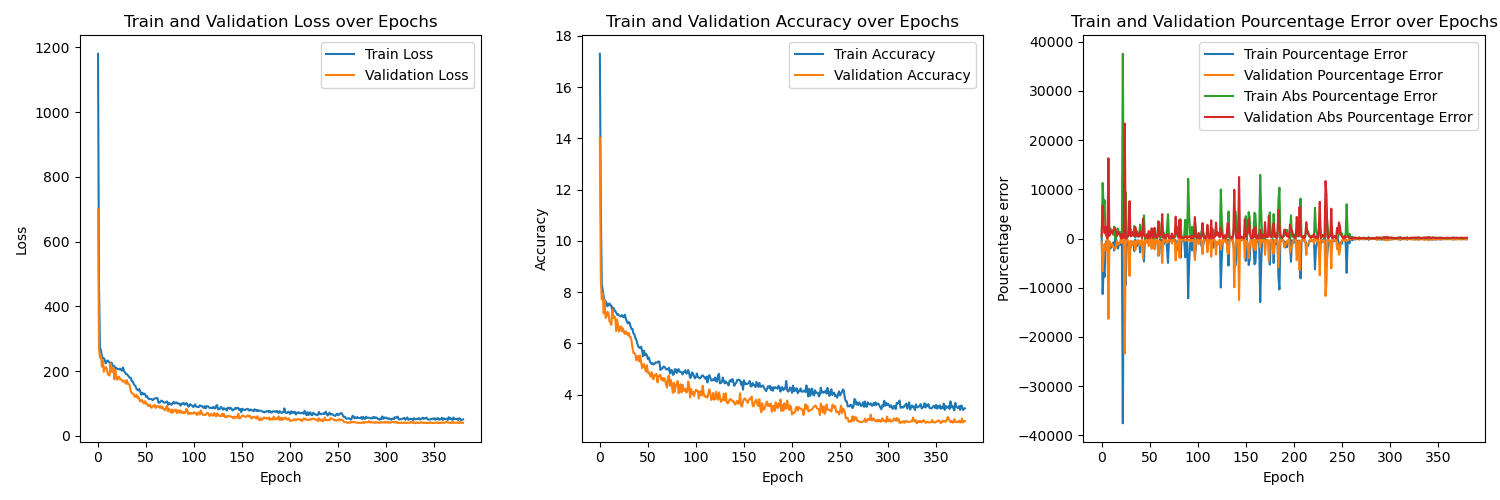 Train and Validation Loss over Epochs
Train Loss
Validation Loss
1200
1000
800
600
400
200
0
Loss
0 50 100 150 200 250 300 350
Epoch
Train and Validation Accuracy over Epochs
Train Accuracy
Validation Accuracy
18
16
14
12
10
8
6
4
Accuracy
0 50 100 150 200 250 300 350
Epoch
Train and Validation Pourcentage Error over Epochs
Train Pourcentage Error
Validation Pourcentage Error
Train Abs Pourcentage Error
Validation Abs Pourcentage Error
40000
30000
20000
10000
0
−10000
−20000
−30000
−40000
Pourcentage error
0 50 100 150 200 250 300 350
Epoch